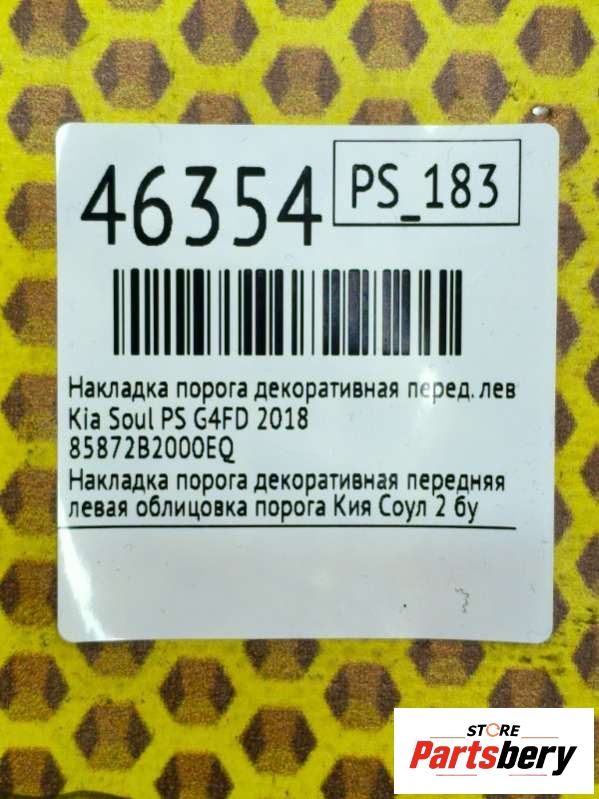 46354
PS_183
Накладка порога декоративная перед. лев
Kia Soul PS G4FD 2018
85872B2000EQ
Накладка порога декоративная передняя
левая облицовка порога Кия Соул 2 бу
STORE
Partsbery